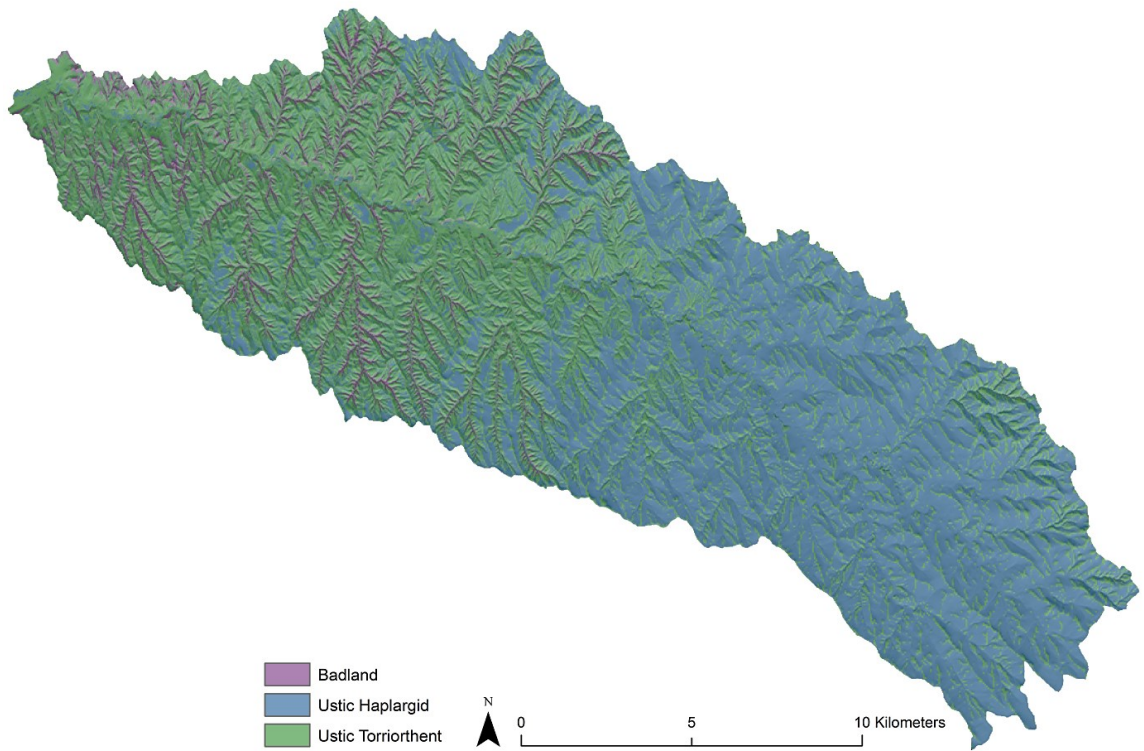 Badland
Ustic Haplargid
Ustic Torriorthent
N
0 5 10 Kilometers